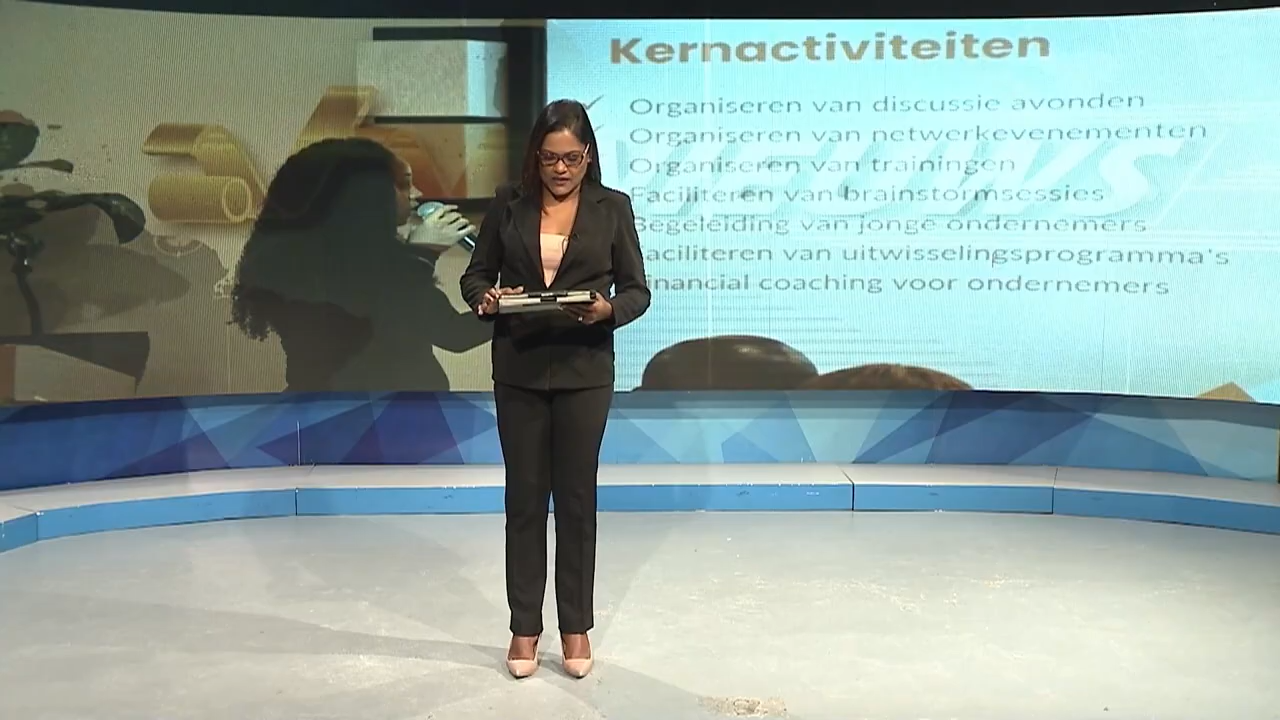 Kernactiviteiten
Organiseren van discussie avonden
Organiseren van netwerkevenementen
Organiseren van trainingen
Faciliteren van brainstormsessies
Begeleiding van jonge ondernemers
aciliteren van uitwisselingsprogramma's
inancial coaching voor ondernemers